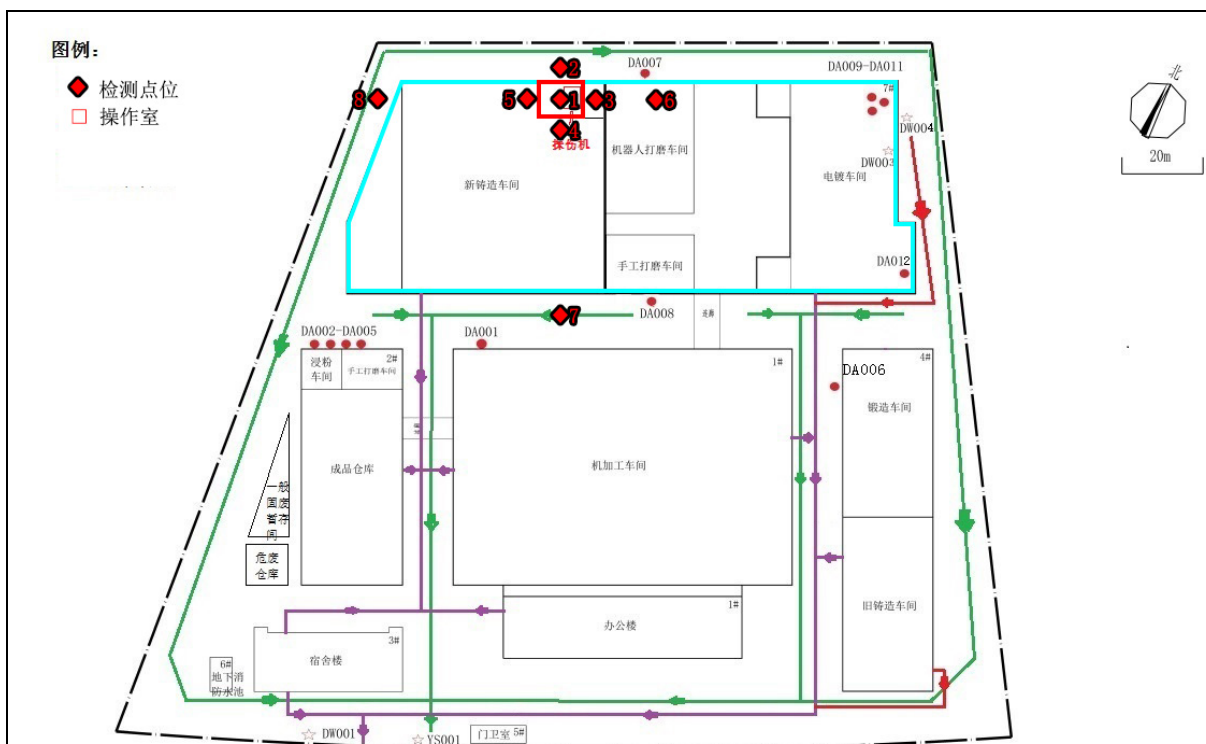 图例：
检测点位
操作室
北
20m
2
DA007
DA009-DA011
8
5
1
3
6
7#
DW004
4
探伤机
机器人打磨车间
DW003
新铸造车间
电镀车间
手工打磨车间
DA012
7
DA008
连廊
DA002-DA005
DA001
浸粉
车间
2#
手工打磨车间
1#
4#
DA006
锻造车间
成品仓库
机加工车间
一般
固废
暂存
间
危废
仓库
旧铸造车间
1#
办公楼
3#
宿舍楼
6#
地下消
防水池
DW001
YS001
门卫室 5#